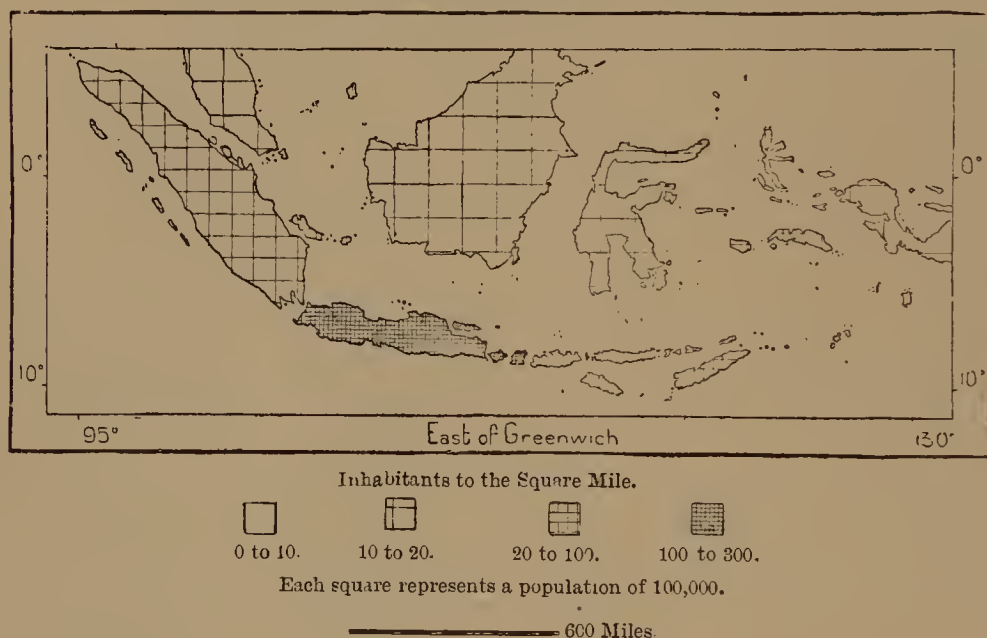 0° 0°
10° 10°
95° East of Greenwich 130°
Inhabitants to the Square Mile.
0 to 10. 10 to 20. 20 to 100. 100 to 300.
Each square represents a population of 100,000.
600 Miles.